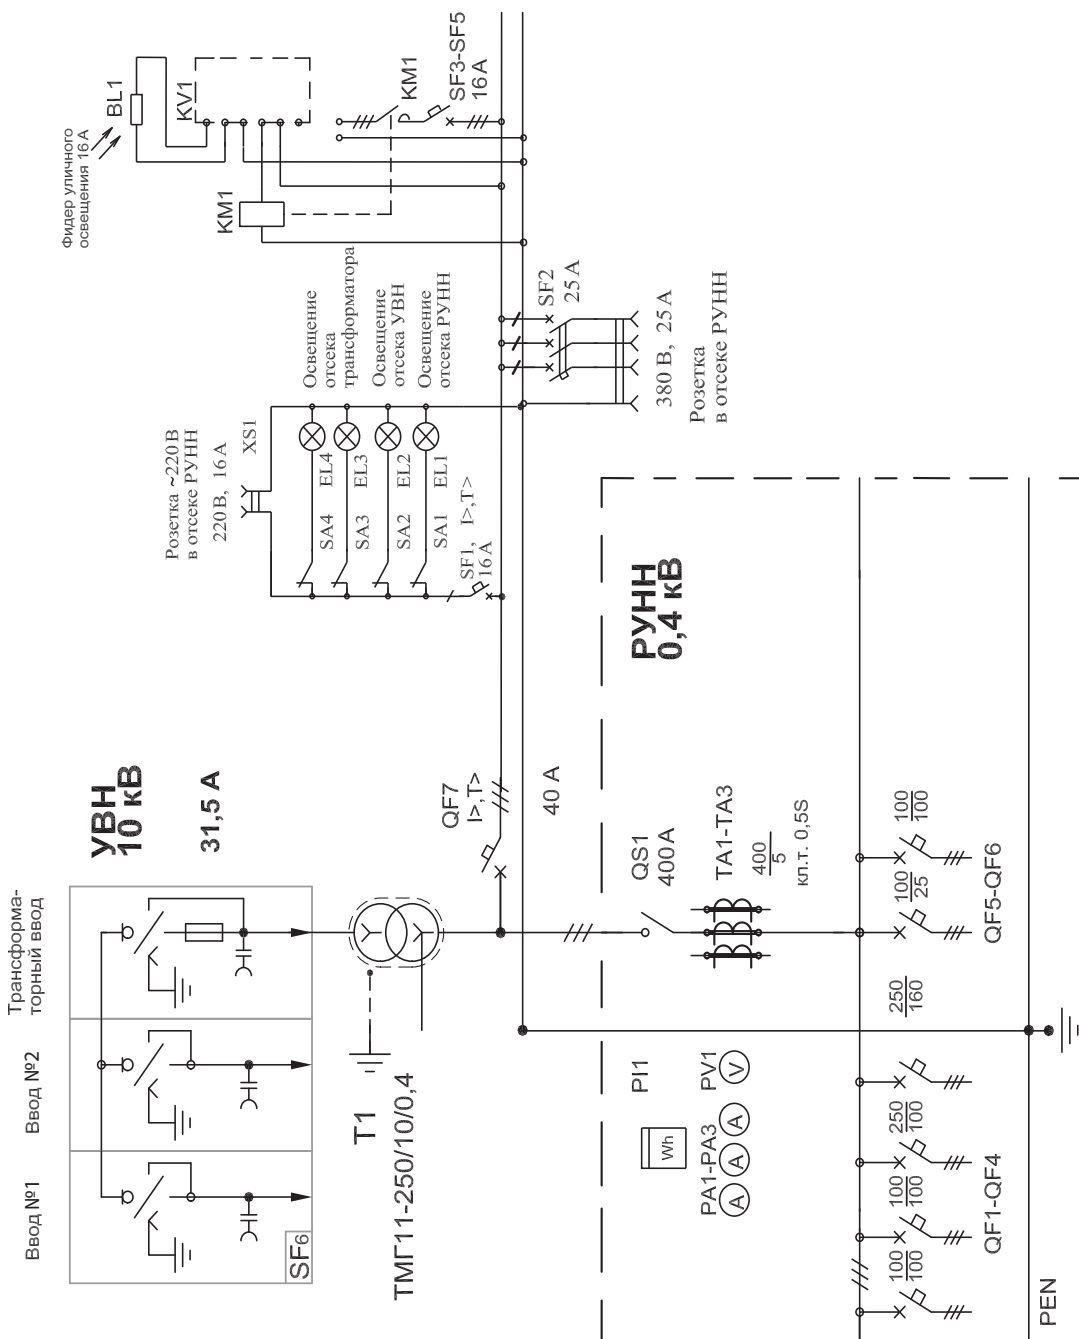 Фидер уличного
освещения 16 А
BL1
KV1
KM1
KM1
SF3-SF5
16 А
Розетка ~220 В
в отсеке РУНН
220 В, 16 А
XS1
Освещение
отсека
трансформатора
Освещение
отсека УВН
Освещение
отсека РУНН
SA4 EL4
SA3 EL3
SA2 EL2
SA1 EL1
SF1, I>,T>
16 А
SF2
25 А
380 В, 25 А
Розетка
в отсеке РУНН
УВН
10 кВ
31,5 А
Трансформа-
торный ввод
Ввод №2
Ввод №1
SF6
T1
ТМГ11-250/10/0,4
QF7
I>,T>
40 А
РУНН
0,4 кВ
QS1
400 А
TA1-TA3
400
5
кл.т. 0,5S
PI1
Wh
PA1-PA3
A
A
A
PV1
V
100
100
100
25
QF5-QF6
250
160
250
100
100
100
100
100
QF1-QF4
PEN